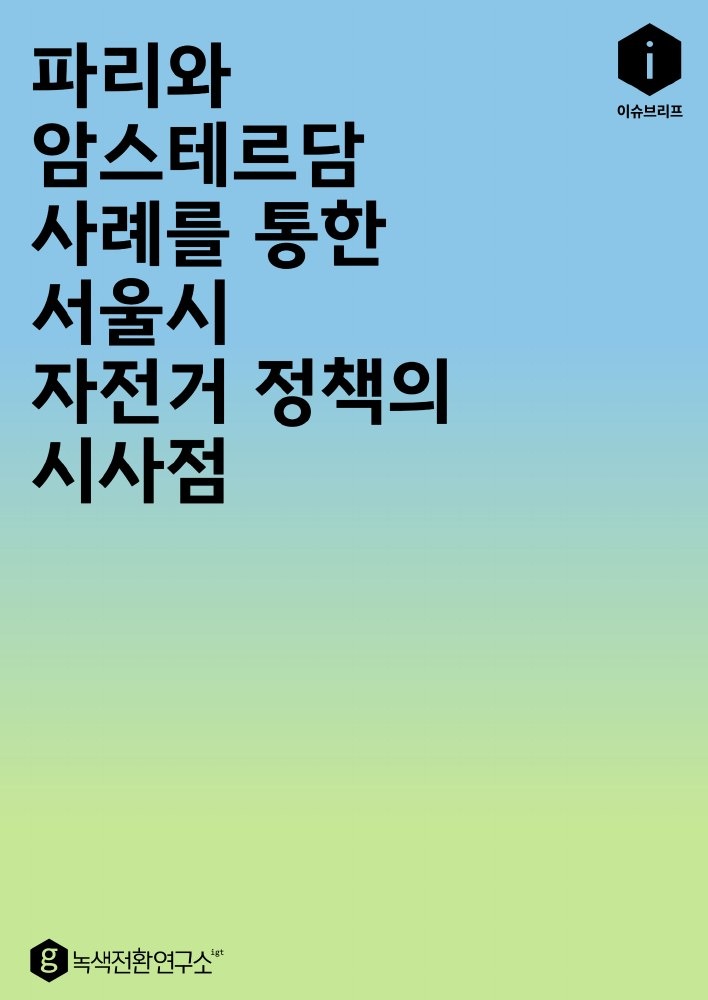 파리와
암스테르담
사례를 통한
서울시
자전거 정책의
시사점
i
이슈브리프
g 녹색전환연구소 igt